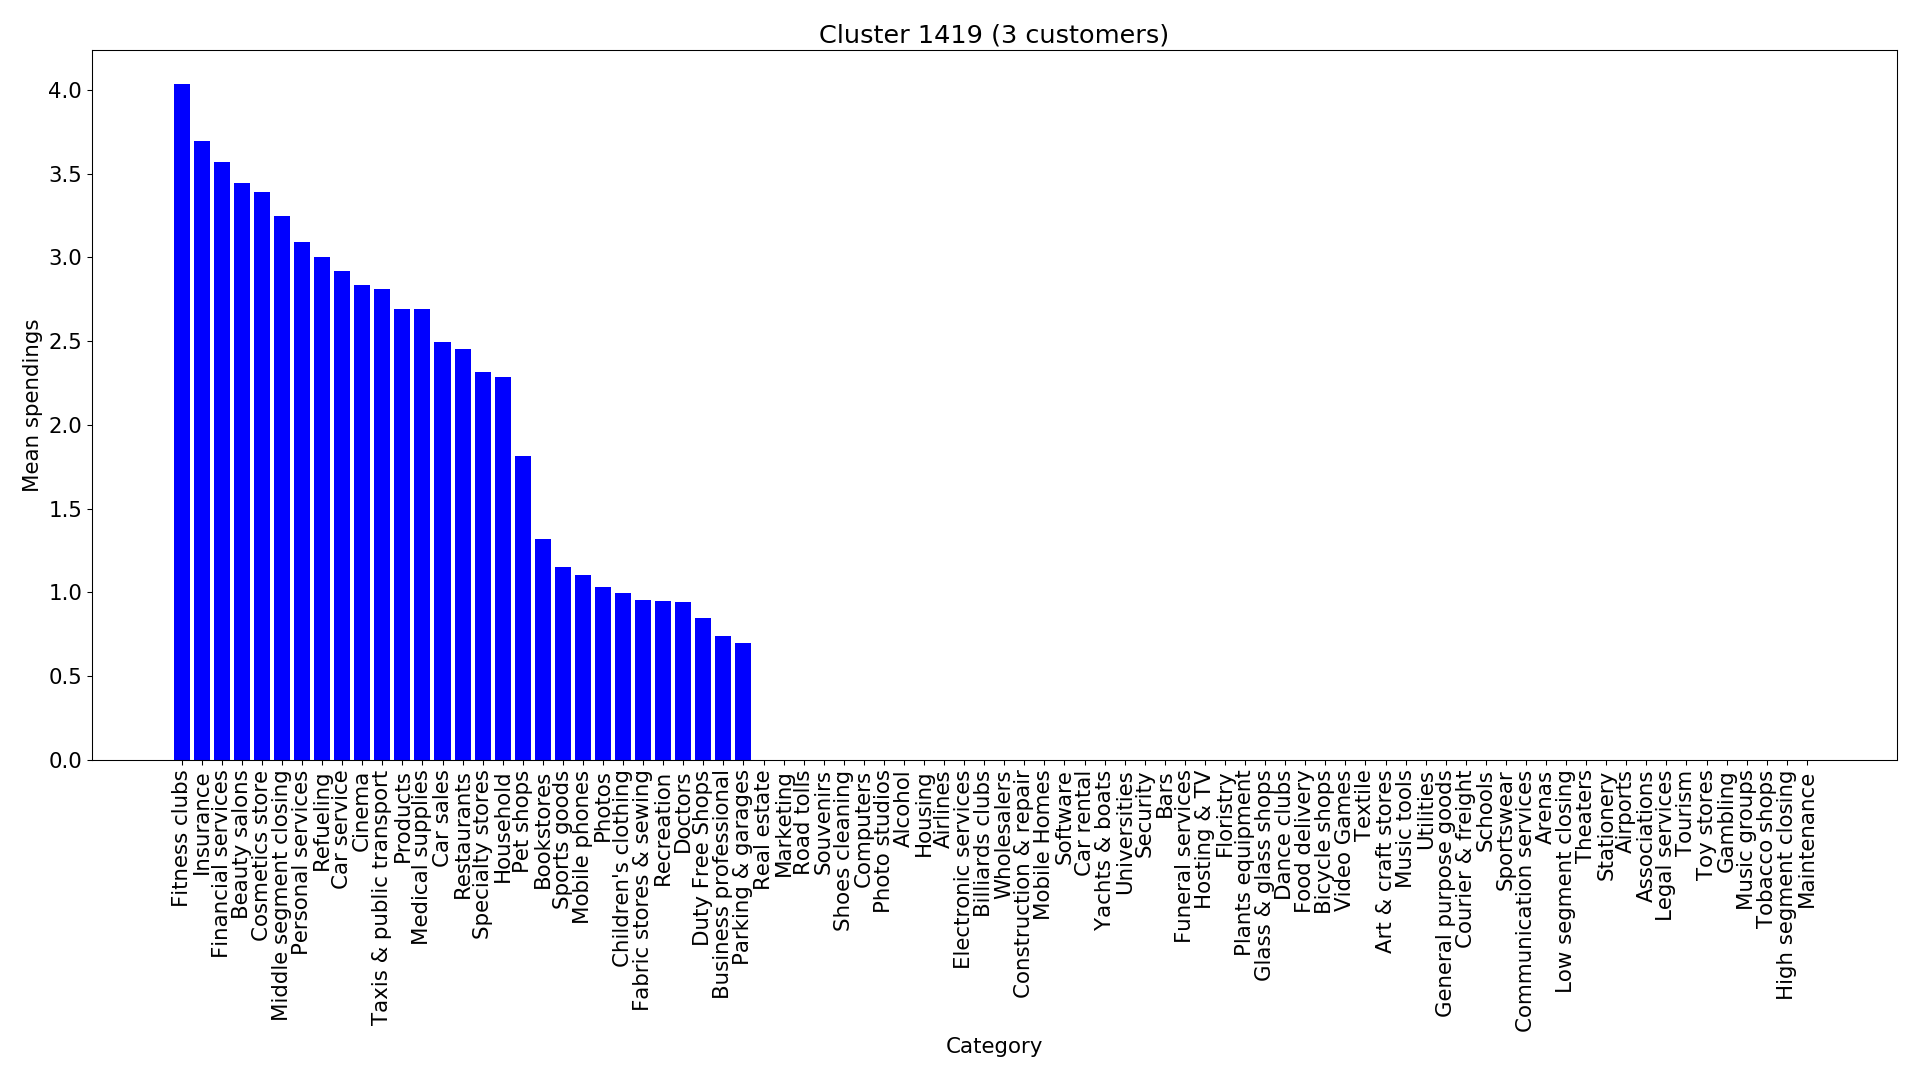 Cluster 1419 (3 customers)
Mean spendings
4.0
3.5
3.0
2.5
2.0
1.5
1.0
0.5
0.0
Fitness clubs
Insurance
Financial services
Beauty salons
Cosmetics store
Middle segment closing
Personal services
Refueling
Car service
Cinema
Taxis & public transport
Products
Medical supplies
Car sales
Restaurants
Specialty stores
Household
Pet shops
Bookstores
Sports goods
Mobile phones
Photos
Children's clothing
Fabric stores & sewing
Recreation
Doctors
Duty Free Shops
Business professional
Parking & garages
Real estate
Marketing
Road tolls
Souvenirs
Shoes cleaning
Computers
Photo studios
Alcohol
Housing
Airlines
Electronic services
Billiards clubs
Wholesalers
Construction & repair
Mobile Homes
Software
Car rental
Yachts & boats
Universities
Security
Bars
Funeral services
Hosting & TV
Floristry
Plants equipment
Glass & glass shops
Dance clubs
Food delivery
Bicycle shops
Video Games
Textile
Art & craft stores
Music tools
Utilities
General purpose goods
Courier & freight
Schools
Sportswear
Communication services
Arenas
Low segment closing
Theaters
Stationery
Airports
Associations
Legal services
Tourism
Toy stores
Gambling
Music groups
Tobacco shops
High segment closing
Maintenance
Category